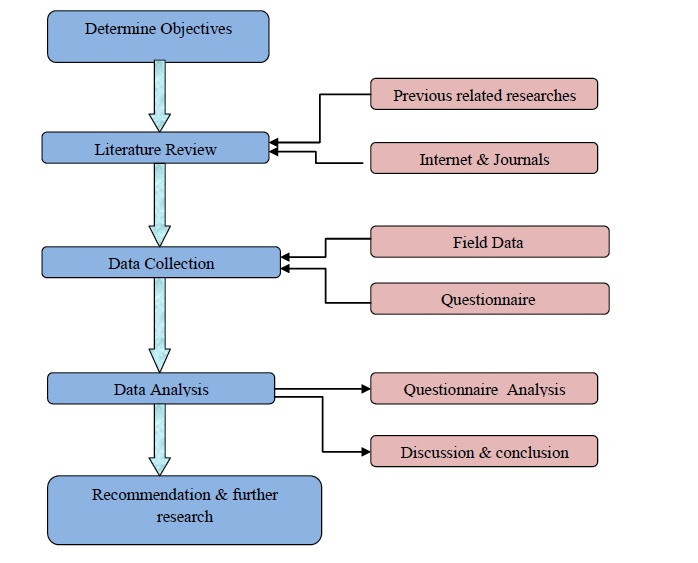 Determine Objectives
Previous related researches
Literature Review
Internet & Journals
Field Data
Data Collection
Questionnaire
Data Analysis
Questionnaire Analysis
Discussion & conclusion
Recommendation & further
research